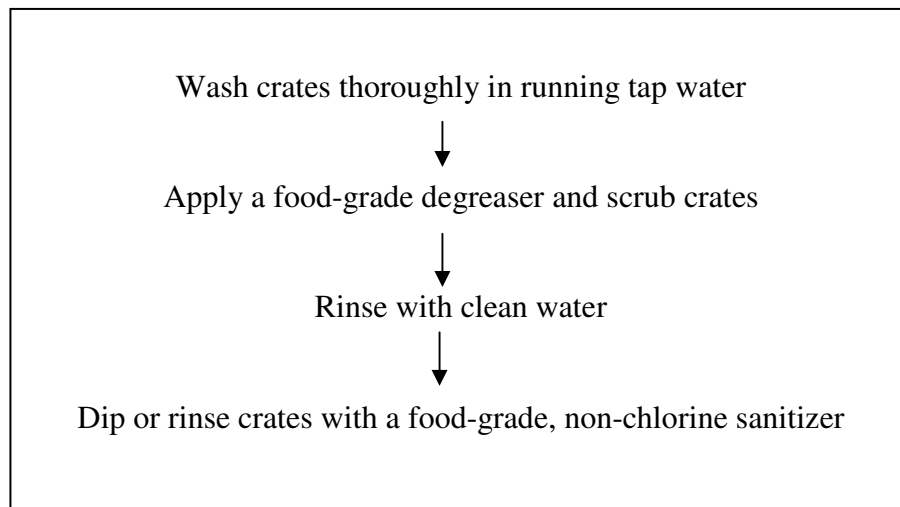 Wash crates thoroughly in running tap water
Apply a food-grade degreaser and scrub crates
Rinse with clean water
Dip or rinse crates with a food-grade, non-chlorine sanitizer